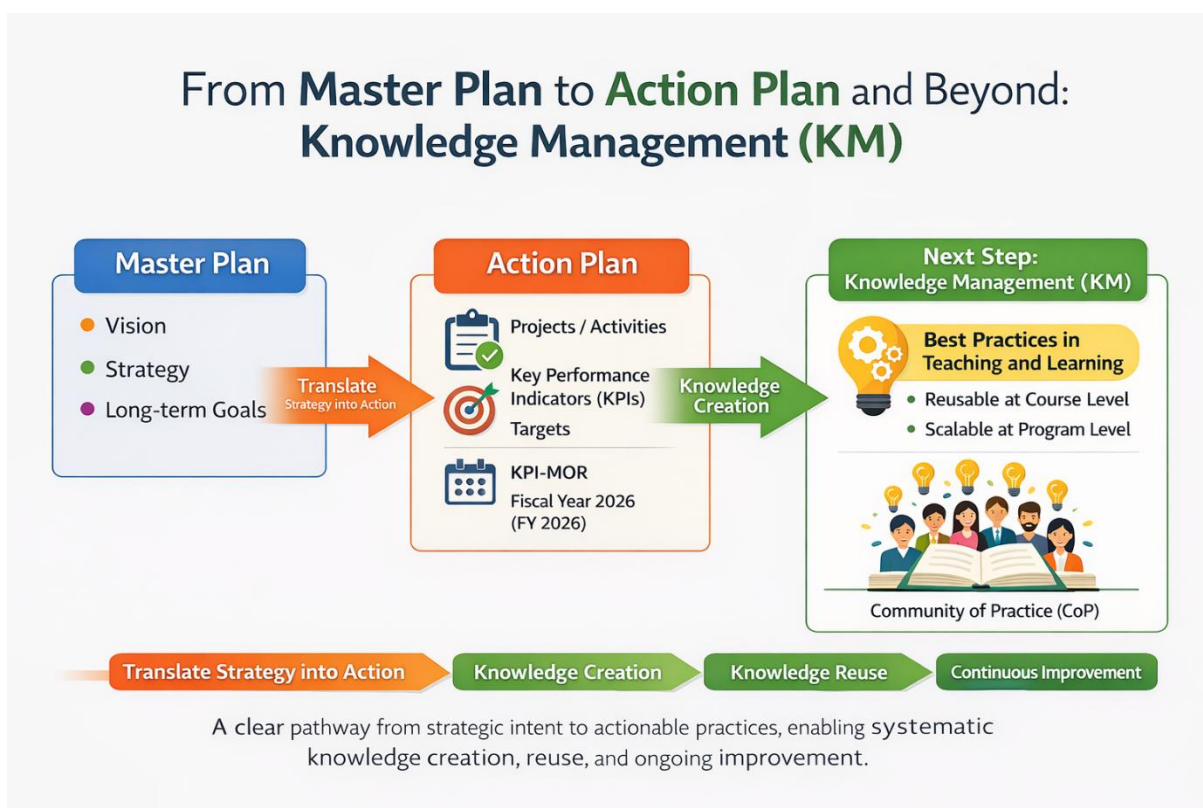 From Master Plan to Action Plan and Beyond:
Knowledge Management (KM)
Master Plan
Vision
Strategy
Long-term Goals
Translate
Strategy into Action
Action Plan
Projects / Activities
Key Performance
Indicators (KPIs)
Targets
KPI-MOR
Fiscal Year 2026
(FY 2026)
Knowledge
Creation
Next Step:
Knowledge Management (KM)
Best Practices in
Teaching and Learning
Reusable at Course Level
Scalable at Program Level
Community of Practice (CoP)
Translate Strategy into Action
Knowledge Creation
Knowledge Reuse
Continuous Improvement
A clear pathway from strategic intent to actionable practices, enabling systematic
knowledge creation, reuse, and ongoing improvement.